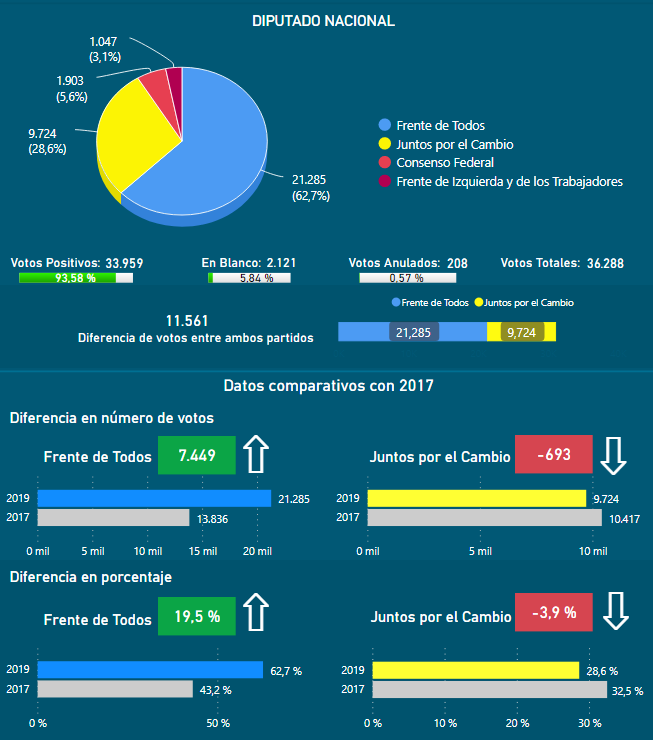 DIPUTADO NACIONAL
1.047
(3,1%)
1.903
(5,6%)
9.724
(28,6%)
21.285
(62,7%)
Frente de Todos
Juntos por el Cambio
Consenso Federal
Frente de Izquierda y de los Trabajadores
Votos Positivos: 33.959
93,58 %
En Blanco: 2.121
5,84 %
Votos Anulados: 208
0,57 %
Votos Totales: 36.288
11.561
Diferencia de votos entre ambos partidos
Frente de Todos Juntos por el Cambio
21,285 9,724
Datos comparativos con 2017
Diferencia en número de votos
Frente de Todos 7.449
2019 21.285
2017 13.836
0 mil 5 mil 10 mil 15 mil 20 mil
Juntos por el Cambio -693
2019 9.724
2017 10.417
0 mil 5 mil 10 mil
Diferencia en porcentaje
Frente de Todos 19,5 %
2019 62,7 %
2017 43,2 %
0 % 50 %
Juntos por el Cambio -3,9 %
2019 28,6 %
2017 32,5 %
0 % 10 % 20 % 30 %